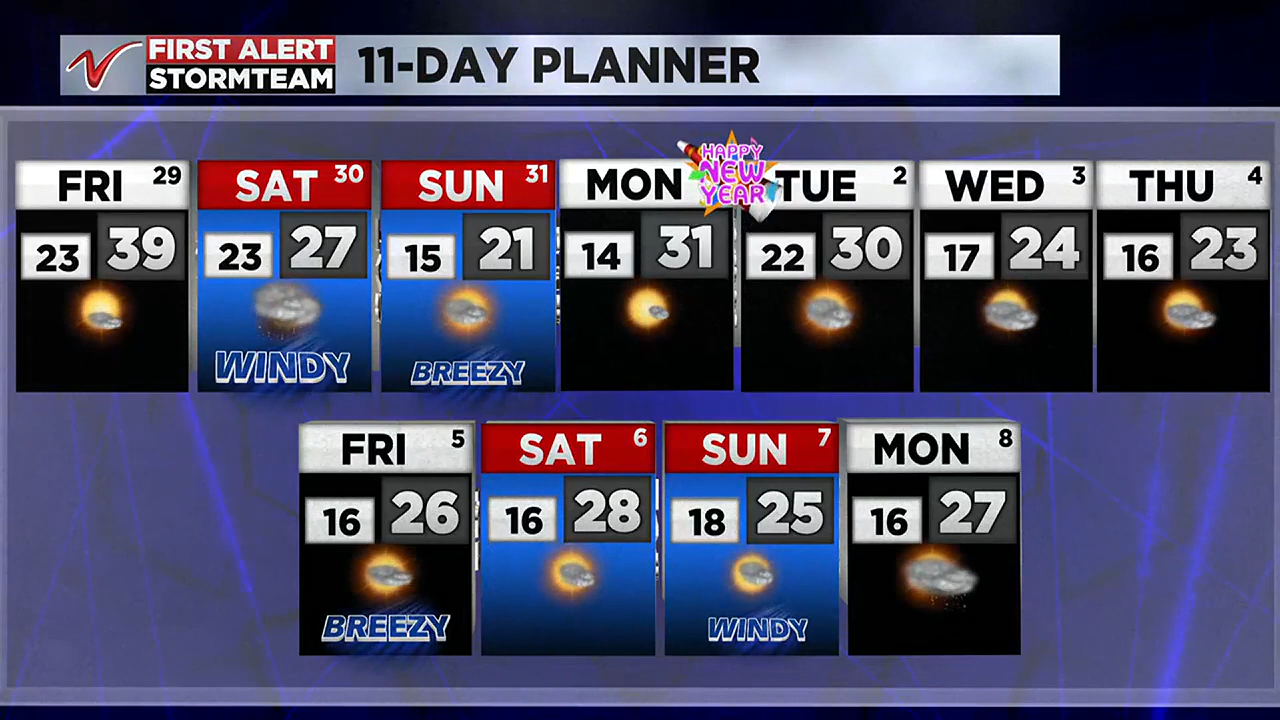 FIRST ALERT
STORMTEAM
11-DAY PLANNER
FRI 29
23 39
SAT 30
23 27
WINDY
SUN 31
15 21
BREEZY
MON
HAPPY
NEW
YEAR
14 31
TUE 2
22 30
WED 3
17 24
THU 4
16 23
FRI 5
16 26
BREEZY
SAT 6
16 28
SUN 7
18 25
WINDY
MON 8
16 27